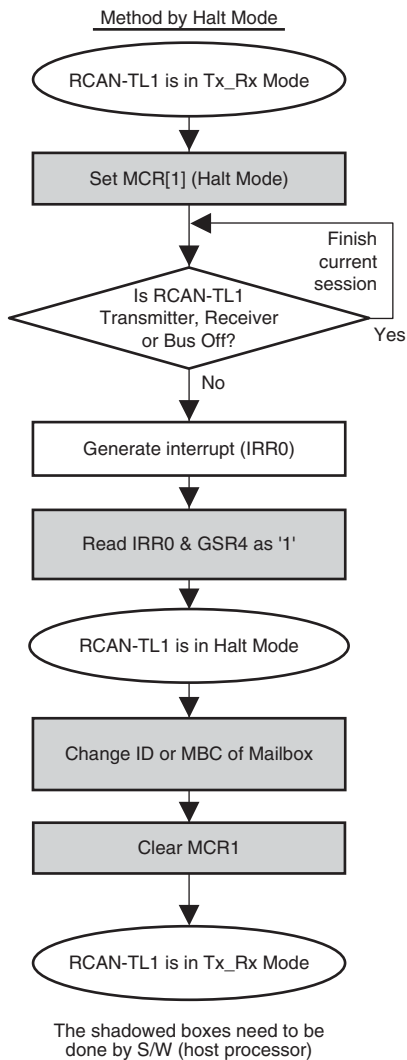 Method by Halt Mode
RCAN-TL1 is in Tx_Rx Mode
Set MCR[1] (Halt Mode)
Finish
current
session
Is RCAN-TL1
Transmitter, Receiver
or Bus Off?
Yes
No
Generate interrupt (IRR0)
Read IRR0 & GSR4 as '1'
RCAN-TL1 is in Halt Mode
Change ID or MBC of Mailbox
Clear MCR1
RCAN-TL1 is in Tx_Rx Mode
The shadowed boxes need to be
done by S/W (host processor)